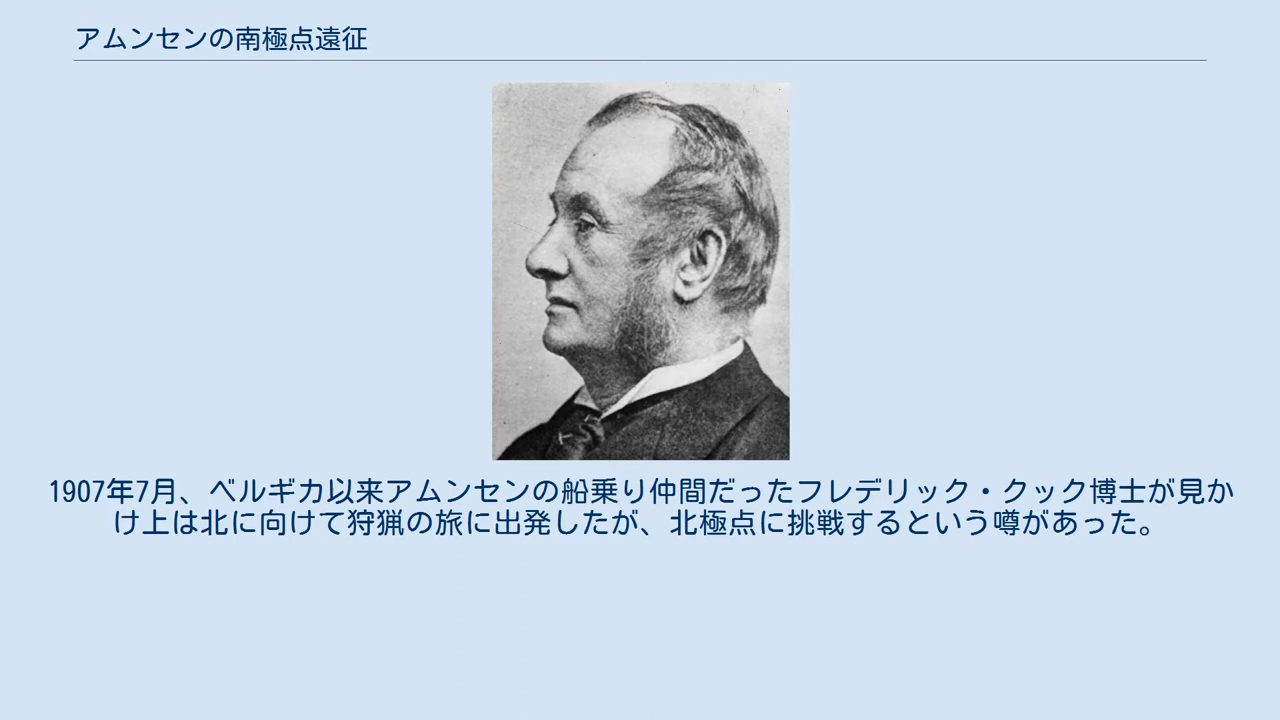 アムンセンの南極点遠征
1907年7月、ベルギカ以来アムンセンの船乗り仲間だったフレデリック・クック博士が見か
け上は北に向けて狩猟の旅に出発したが、北極点に挑戦するという噂があった。